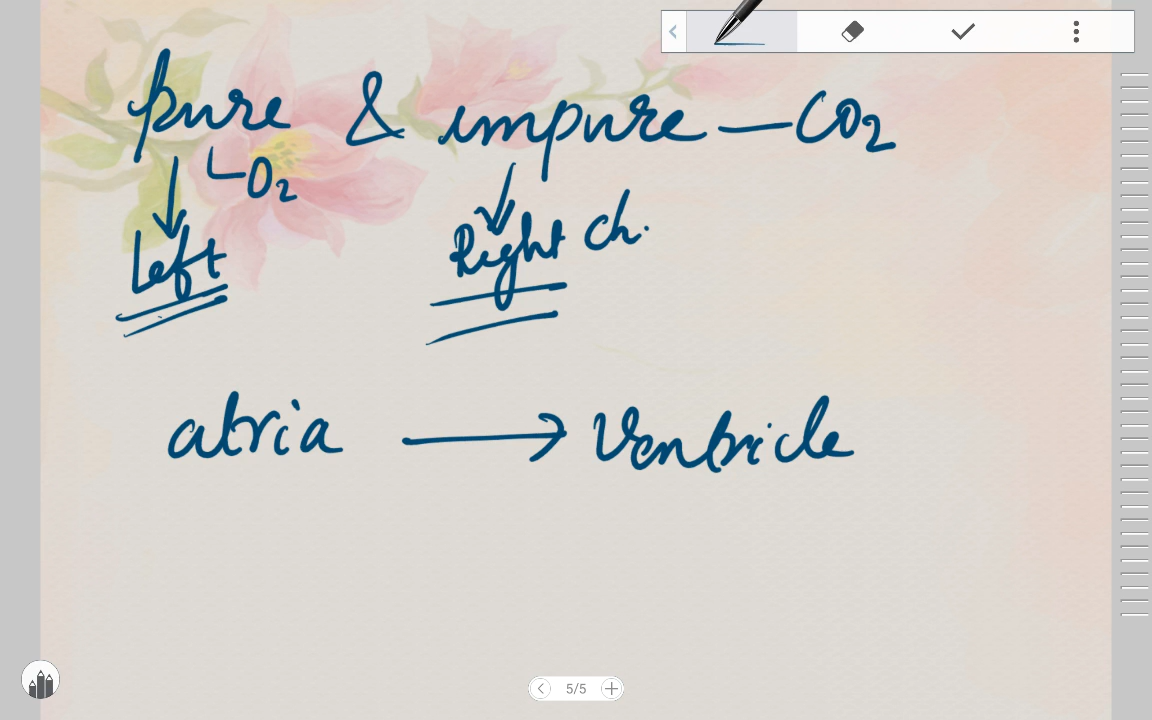 pure & impure — CO2
O2
Left Right ch.
atria → Ventricle
5/5